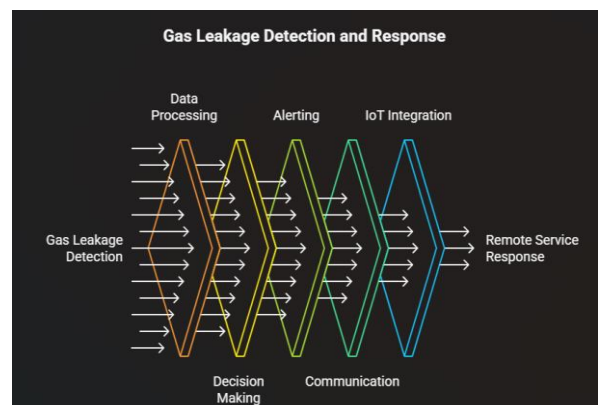 Gas Leakage Detection and Response
Data
Processing
Alerting
IoT Integration
Gas Leakage
Detection
Remote Service
Response
Decision
Making
Communication